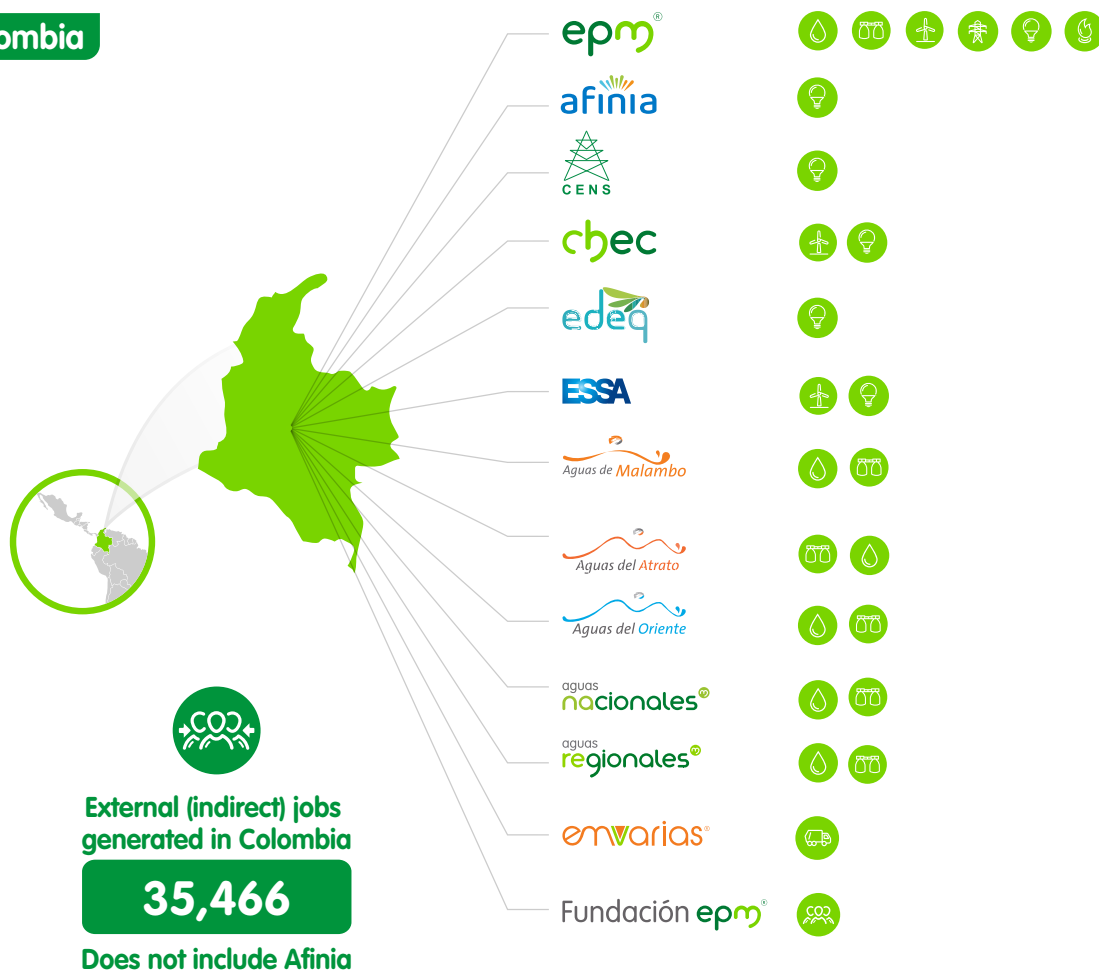 ombia
epm®
afinia
CENS
chec
edeq
ESSA
Aguas de Malambo
Aguas del Atrato
Aguas del Oriente
aguas
nacionales
aguas
regionales
emvarias®
Fundación epm®
External (indirect) jobs
generated in Colombia
35,466
Does not include Afinia